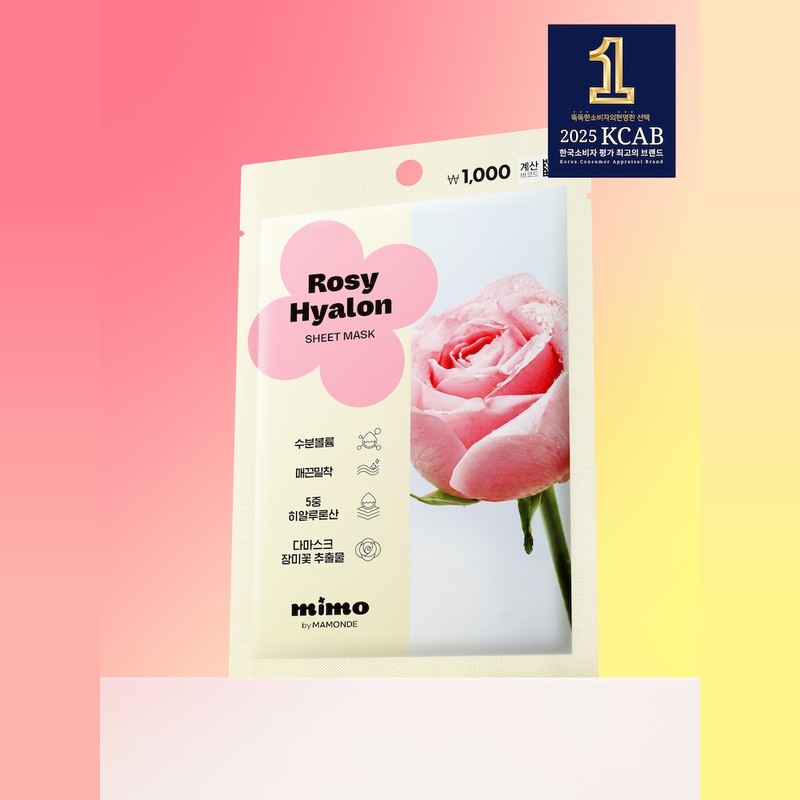 1
똑똑한소비자의현명한 선택
2025 KCAB
한국소비자 평가 최고의 브랜드
Korea Consumer Appraisal Brand
₩1,000
계산
바코드
Rosy
Hyalon
SHEET MASK
수분볼륨
매끈밀착
5중
히알루론산
다마스크
장미꽃 추출물
mimo
by MAMONDE